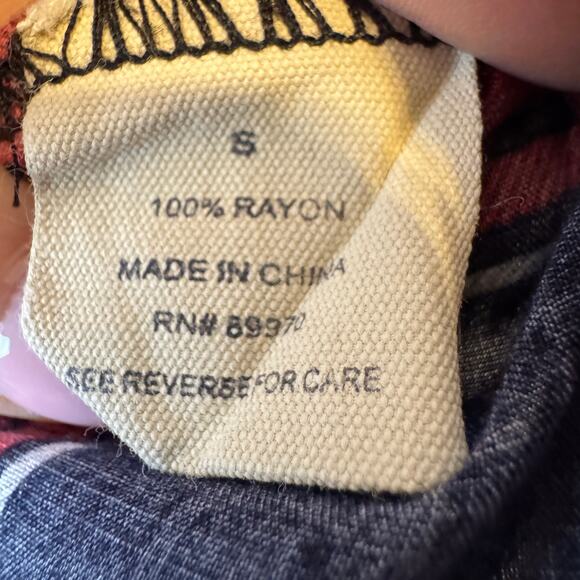 S
100% RAYON
MADE IN CHINA
RN# 89970
SEE REVERSE FOR CARE